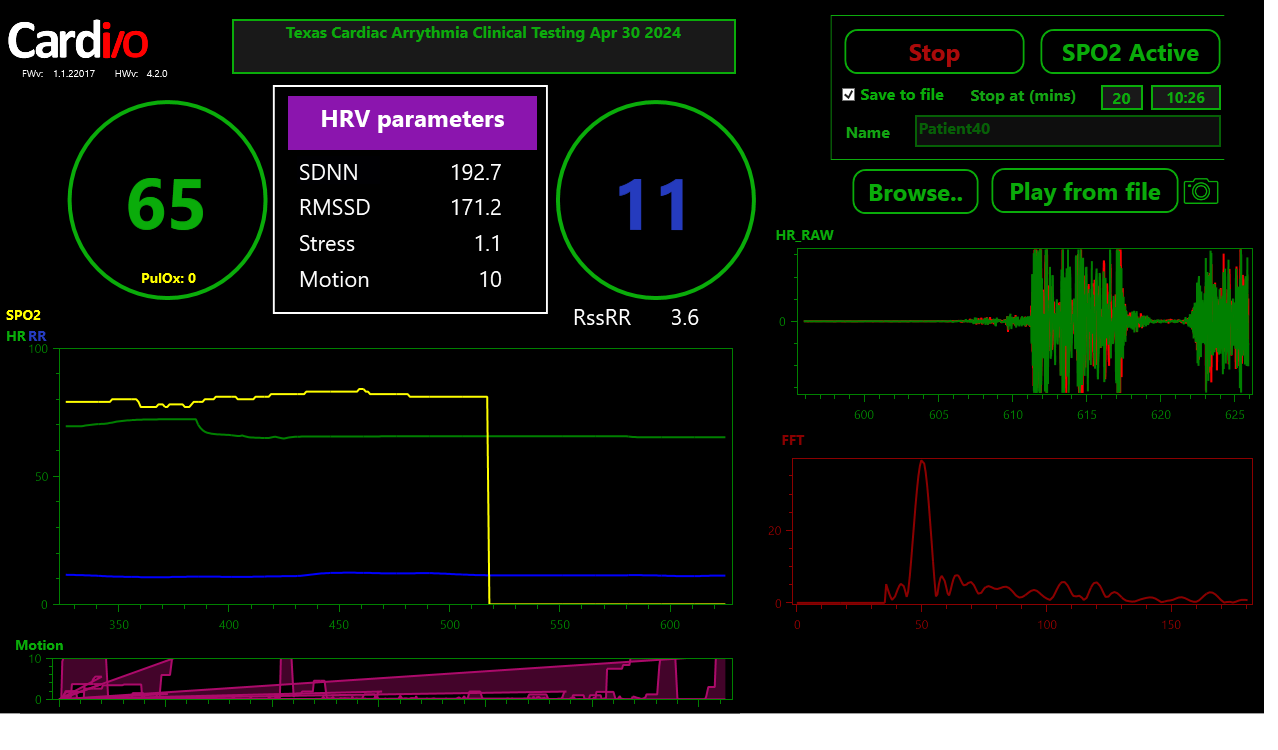 Cardi/o
FWv: 1.1.22017 HWv: 4.2.0
Texas Cardiac Arrythmia Clinical Testing Apr 30 2024
Stop
SPO2 Active
Save to file
Stop at (mins)
20
10:26
Name
Patient40
Browse..
Play from file
65
PulOx: 0
HRV parameters
SDNN 192.7
RMSSD 171.2
Stress 1.1
Motion 10
11
RssRR 3.6
SPO2
HR RR
100
50
0
350 400 450 500 550 600
Motion
10
0
HR_RAW
0
600 605 610 615 620 625
FFT
20
0
0 50 100 150